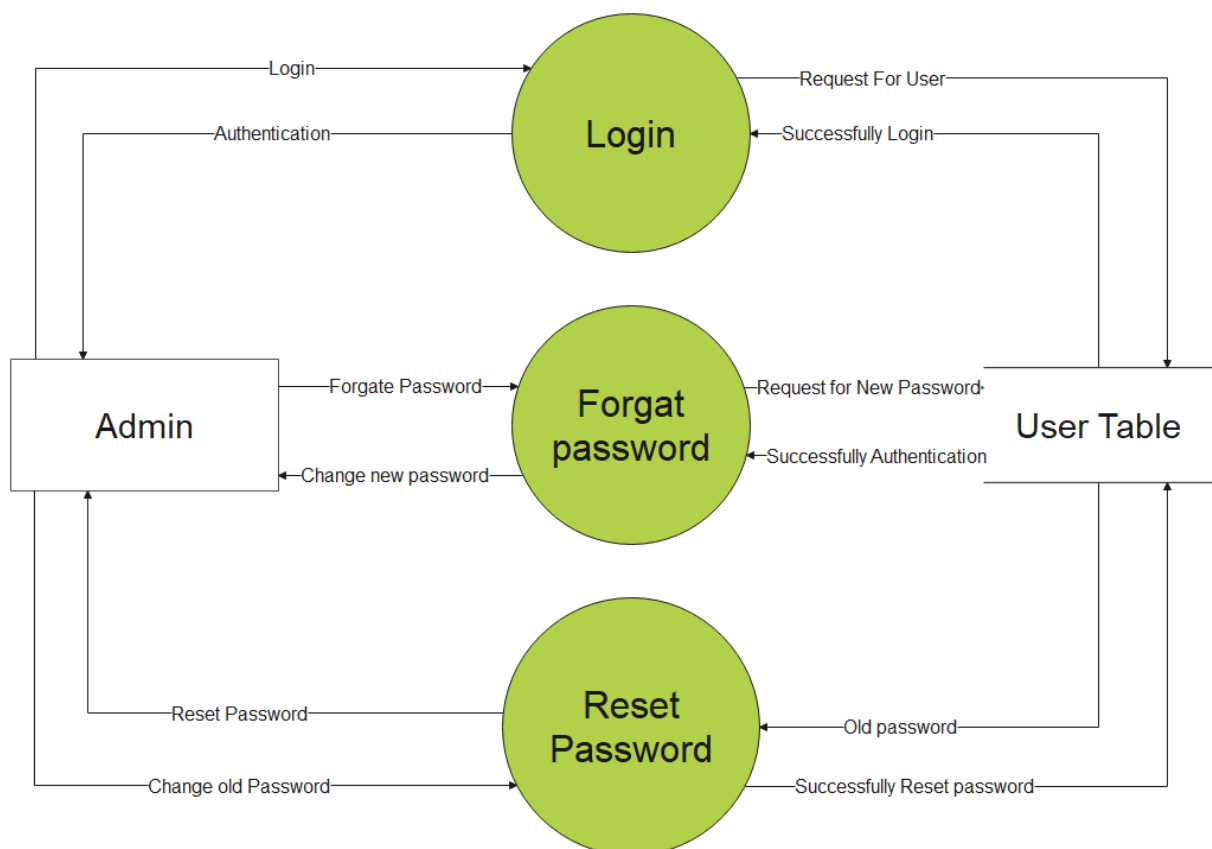 Login
Request For User
Authentication
Login
Successfully Login
Forgate Password
Request for New Password
Admin
Forgat
password
User Table
Change new password
Successfully Authentication
Reset Password
Reset
Password
Old password
Change old Password
Successfully Reset password